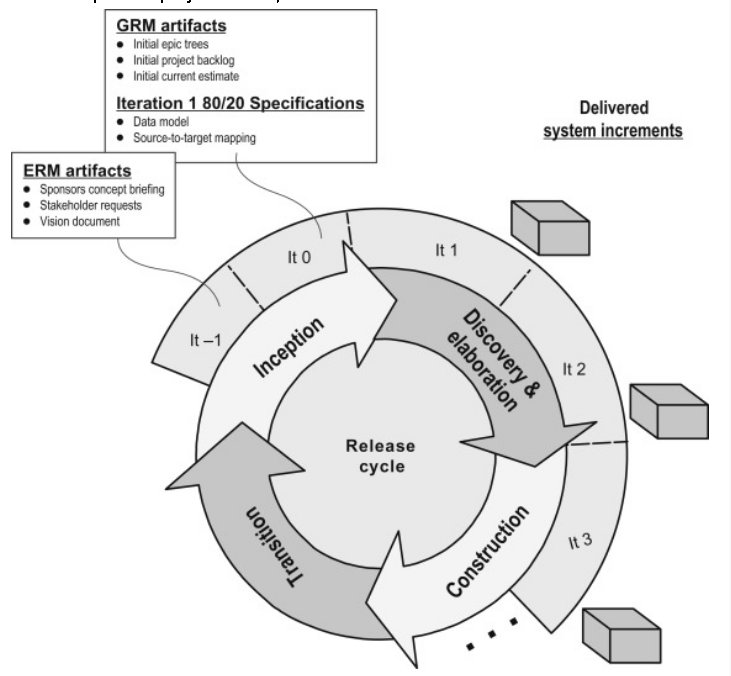 GRM artifacts
● Initial epic trees
● Initial project backlog
● Initial current estimate
Iteration 1 80/20 Specifications
● Data model
● Source-to-target mapping
ERM artifacts
● Sponsors concept briefing
● Stakeholder requests
● Vision document
Delivered
system increments
It –1
It 0
It 1
It 2
It 3
Inception
Discovery &
elaboration
Construction
Transition
Release
cycle